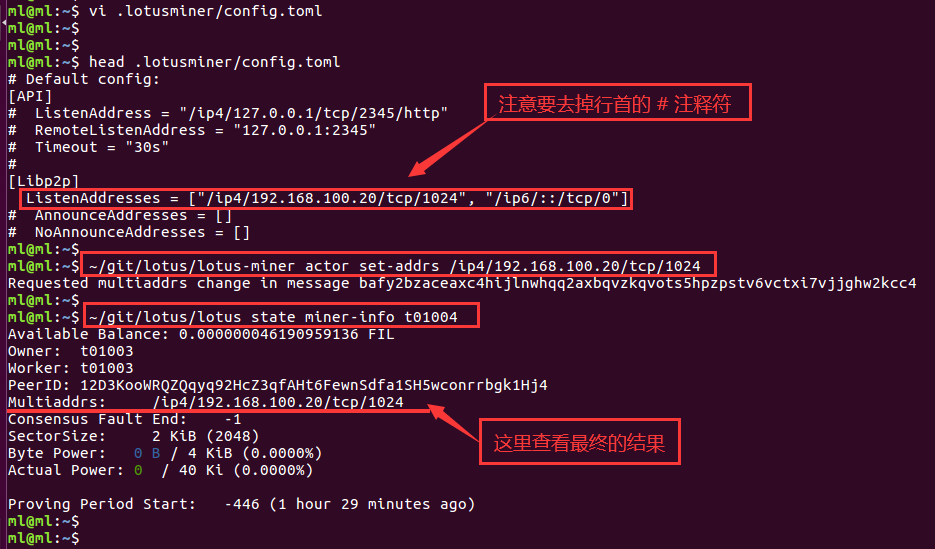 ml@ml:~$ vi .lotusminer/config.toml
ml@ml:~$
ml@ml:~$
ml@ml:~$ head .lotusminer/config.toml
# Default config:
[API]
#  ListenAddress = "/ip4/127.0.0.1/tcp/2345/http"
注意要去掉行首的 # 注释符
#  RemoteListenAddress = "127.0.0.1:2345"
#  Timeout = "30s"
#
[Libp2p]
ListenAddresses = ["/ip4/192.168.100.20/tcp/1024", "/ip6/::/tcp/0"]
#  AnnounceAddresses = []
#  NoAnnounceAddresses = []
ml@ml:~$
ml@ml:~$ ~/git/lotus/lotus-miner actor set-addrs /ip4/192.168.100.20/tcp/1024
Requested multiaddrs change in message bafy2bzaceaxc4hijlnwhqq2axbqvzkqvots5hpzpstv6vctxi7vjjghw2kcc4
ml@ml:~$
ml@ml:~$ ~/git/lotus/lotus state miner-info t01004
Available Balance: 0.000000046190959136 FIL
Owner:  t01003
Worker: t01003
PeerID: 12D3KooWRQZQqyq92HcZ3qfAHt6FewnSdfa1SH5wconrrbgk1Hj4
Multiaddrs:     /ip4/192.168.100.20/tcp/1024
Consensus Fault End:    -1
SectorSize:     2 KiB (2048)
这里查看最终的结果
Byte Power:   0 B / 4 KiB (0.0000%)
Actual Power: 0  / 40 Ki (0.0000%)
Proving Period Start:   -446 (1 hour 29 minutes ago)
ml@ml:~$
ml@ml:~$